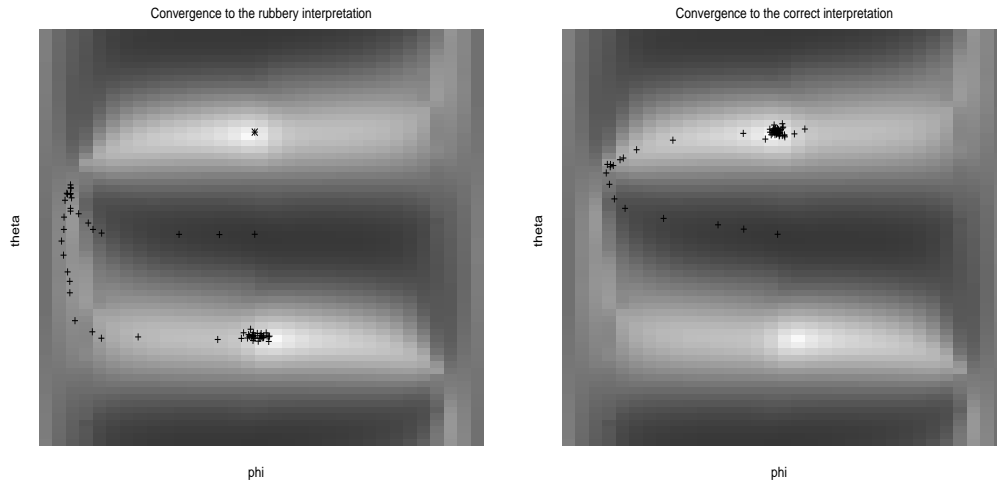 Convergence to the rubbery interpretation
theta
phi
Convergence to the correct interpretation
theta
phi